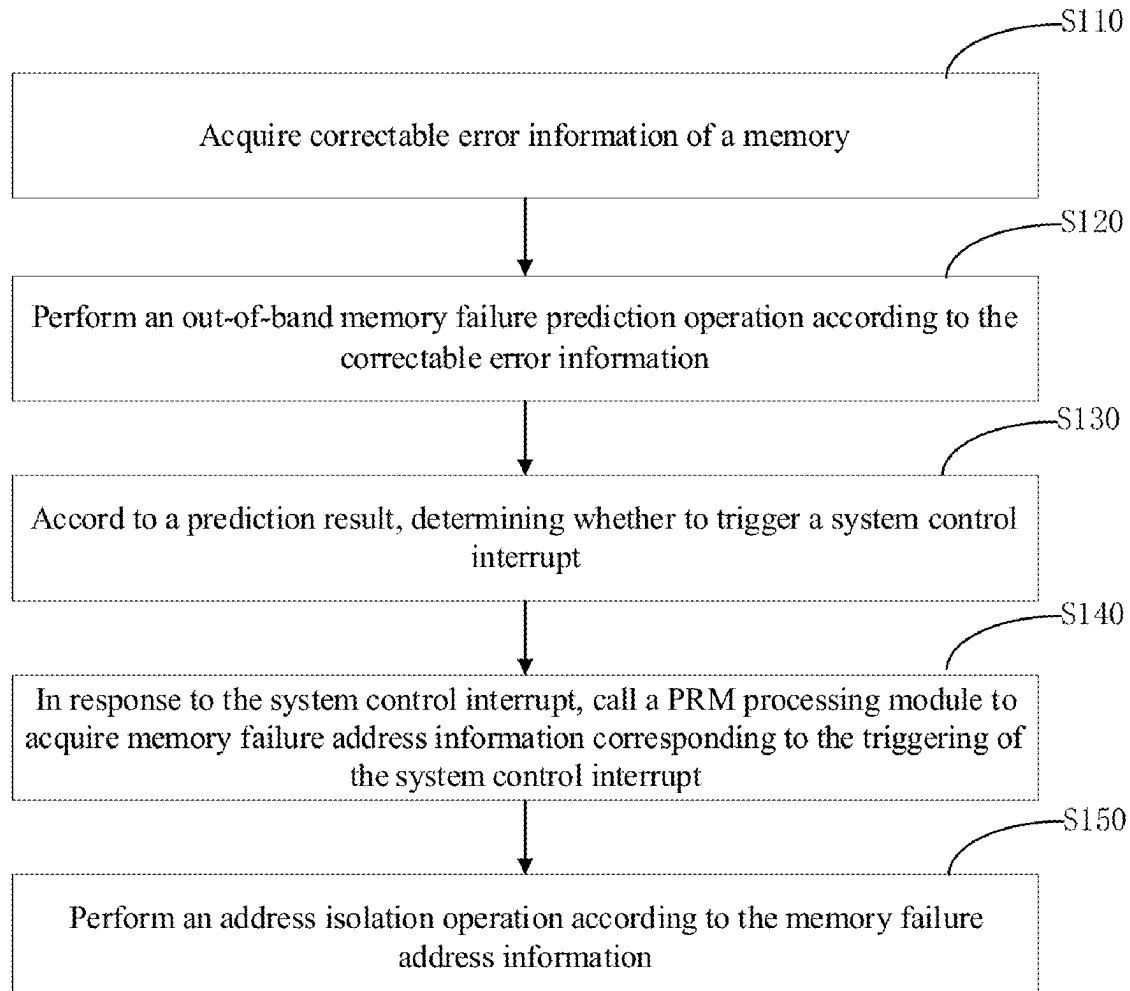 S110
Acquire correctable error information of a memory
S120
Perform an out-of-band memory failure prediction operation according to the
correctable error information
S130
Accord to a prediction result, determining whether to trigger a system control
interrupt
S140
In response to the system control interrupt, call a PRM processing module to
acquire memory failure address information corresponding to the triggering of
the system control interrupt
S150
Perform an address isolation operation according to the memory failure
address information